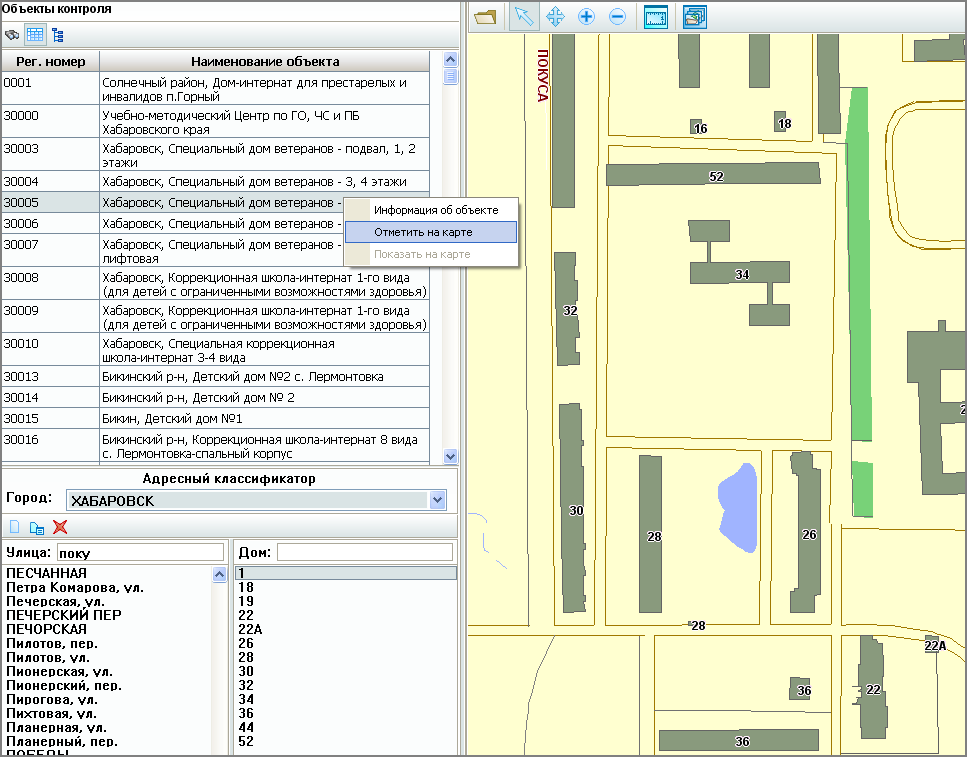 Объекты контроля
Рег. номер
Наименование объекта
0001
Солнечный район, Дом-интернат для престарелых и
инвалидов п.Горный
30000
Учебно-методический Центр по ГО, ЧС и ПБ
Хабаровского края
30003
Хабаровск, Специальный дом ветеранов - подвал, 1, 2
этажи
30004
Хабаровск, Специальный дом ветеранов - 3, 4 этажи
30005
Хабаровск, Специальный дом ветеранов -
30006
Хабаровск, Специальный дом ветеранов -
30007
Хабаровск, Специальный дом ветеранов -
лифтовая
30008
Хабаровск, Коррекционная школа-интернат 1-го вида
(для детей с ограниченными возможностями здоровья)
30009
Хабаровск, Коррекционная школа-интернат 1-го вида
(для детей с ограниченными возможностями здоровья)
30010
Хабаровск, Специальная коррекционная
школа-интернат 3-4 вида
30013
Бикинский р-н, Детский дом №2 с. Лермонтовка
30014
Бикинский р-н, Детский дом № 2
30015
Бикин, Детский дом №1
30016
Бикинский р-н, Коррекционная школа-интернат 8 вида
с. Лермонтовка-спальный корпус
Информация об объекте
Отметить на карте
Показать на карте
Адресный классификатор
Город:
ХАБАРОВСК
Улица:
поку
ПЕСЧАННАЯ
Петра Комарова, ул.
Печерская, ул.
ПЕЧЕРСКИЙ ПЕР
ПЕЧОРСКАЯ
Пилотов, пер.
Пилотов, ул.
Пионерская, ул.
Пионерский, пер.
Пирогова, ул.
Пихтовая, ул.
Планерная, ул.
Планерный, пер.
ПОБЕДЫ
Дом:
1
18
19
22
22А
26
28
30
32
34
36
44
52
ПОКУСА
16
18
52
34
32
30
28
26
28
22А
36
22
36